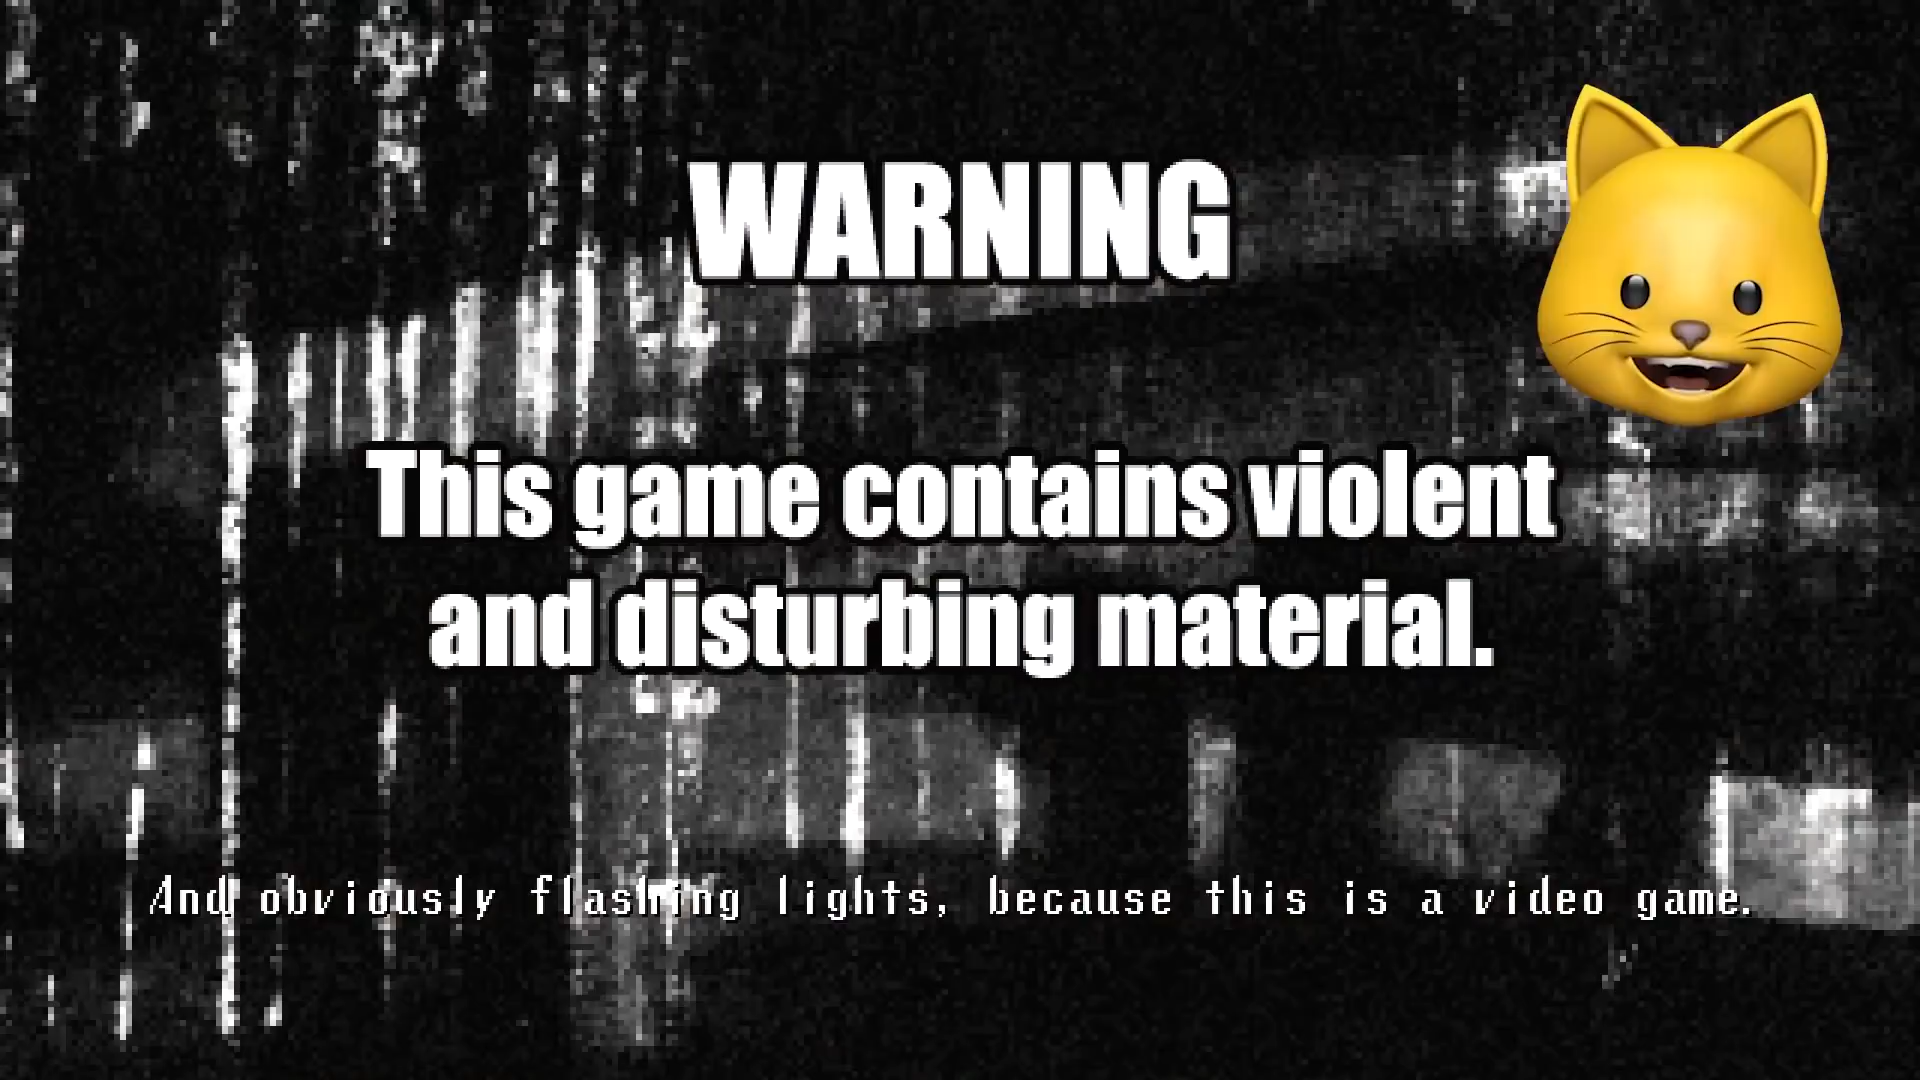 WARNING
This game contains violent
and disturbing material.
And obviously flashing lights, because this is a video game.